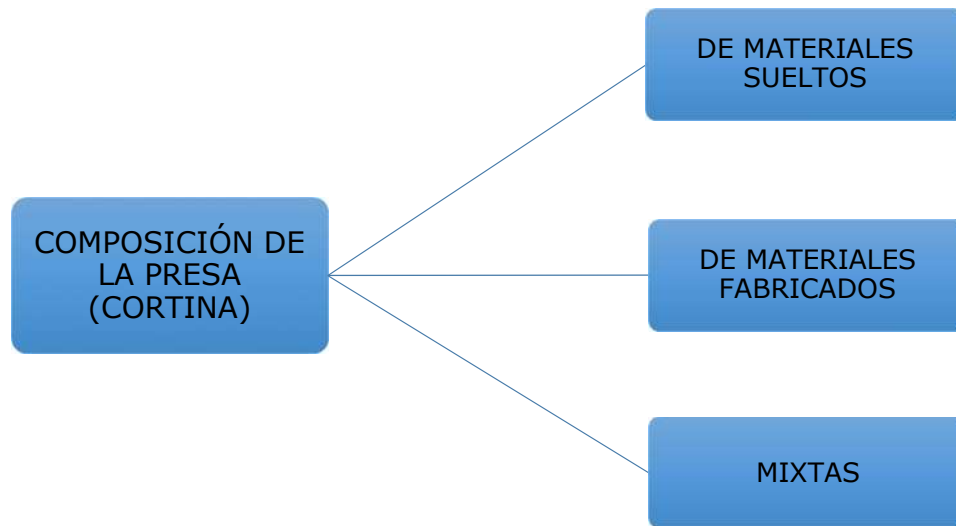 DE MATERIALES
SUELTOS
COMPOSICIÓN DE
LA PRESA
(CORTINA)
DE MATERIALES
FABRICADOS
MIXTAS